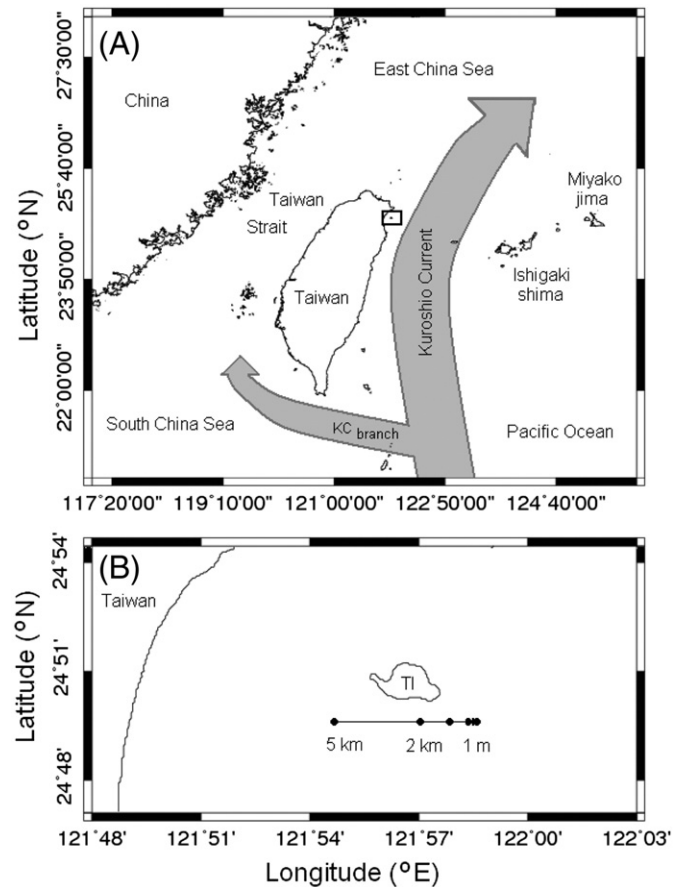 (A)
27°30'00"
25°40'00"
23°50'00"
22°00'00"
Latitude (°N)
China
East China Sea
Taiwan
Strait
Miyako
jima
Ishigaki
shima
Kuroshio Current
Taiwan
South China Sea
KC branch
Pacific Ocean
117°20'00" 119°10'00" 121°00'00" 122°50'00" 124°40'00"
(B)
24°54'
24°51'
24°48'
Latitude (°N)
Taiwan
TI
5 km 2 km 1 m
121°48' 121°51' 121°54' 121°57' 122°00' 122°03'
Longitude (°E)